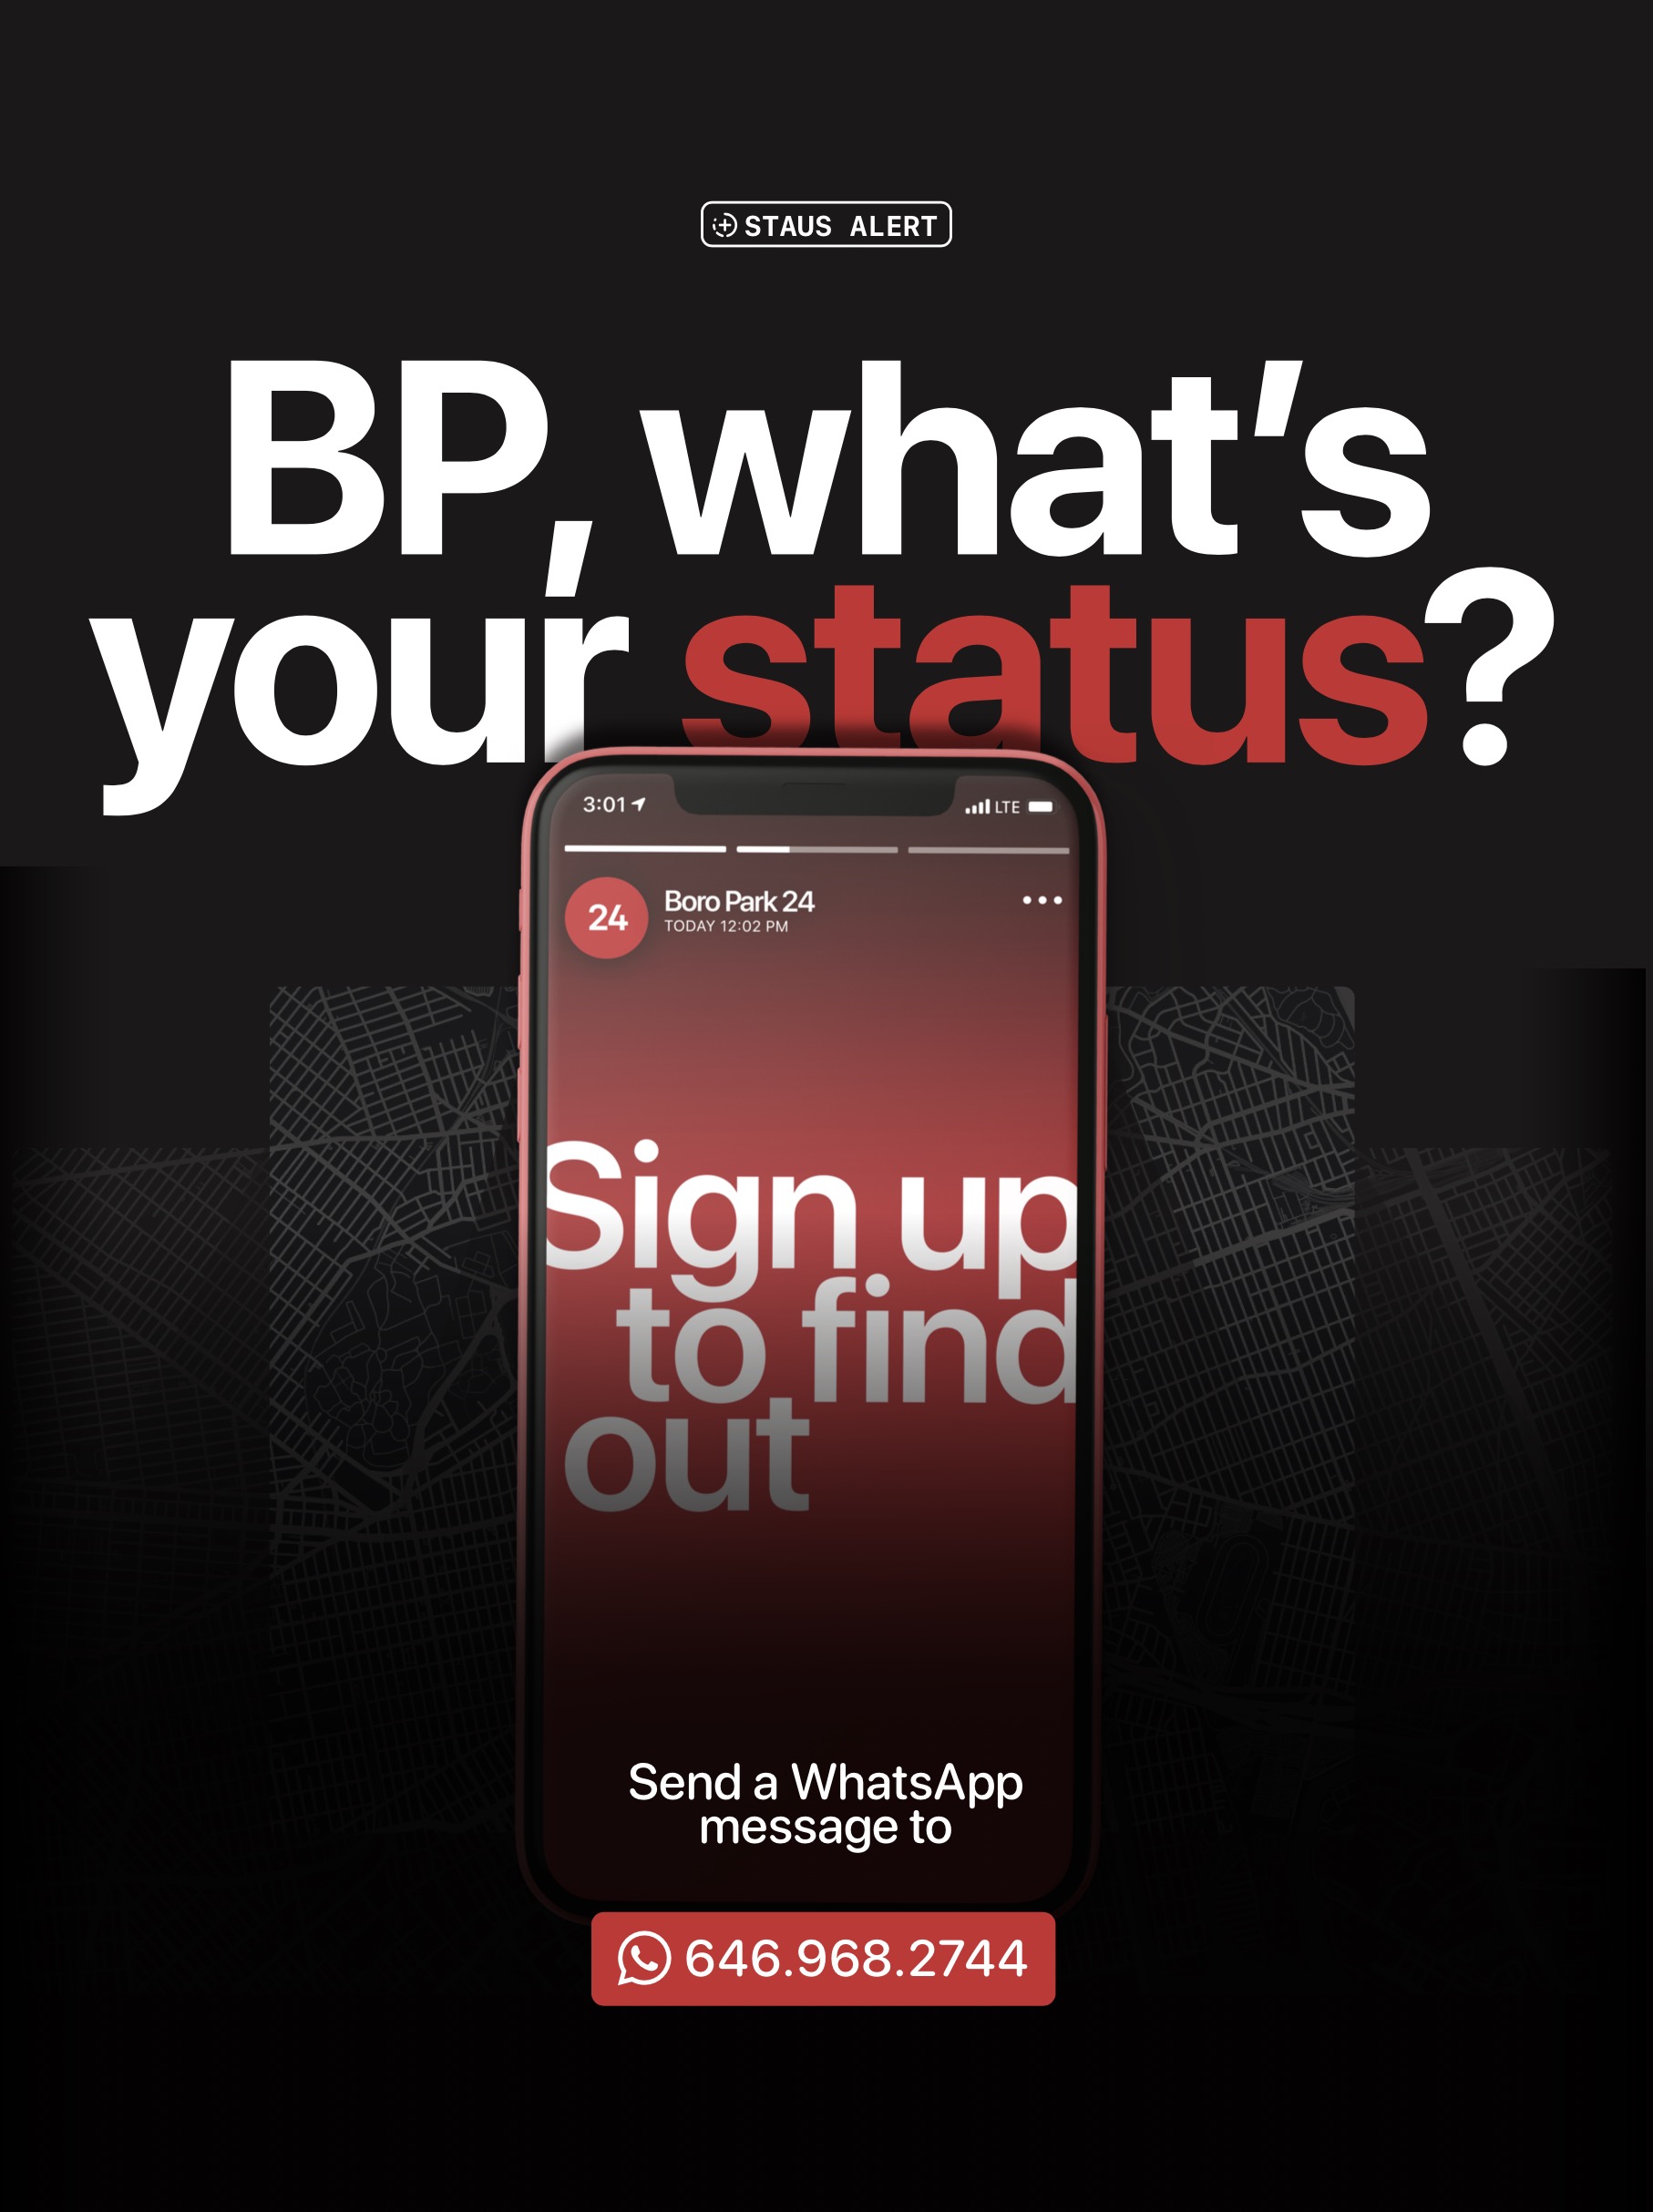 STAUS ALERT
BP, what's
your status?
3:01
LTE
24
Boro Park 24
TODAY 12:02 PM
Sign up
to find
out
Send a WhatsApp
message to
646.968.2744